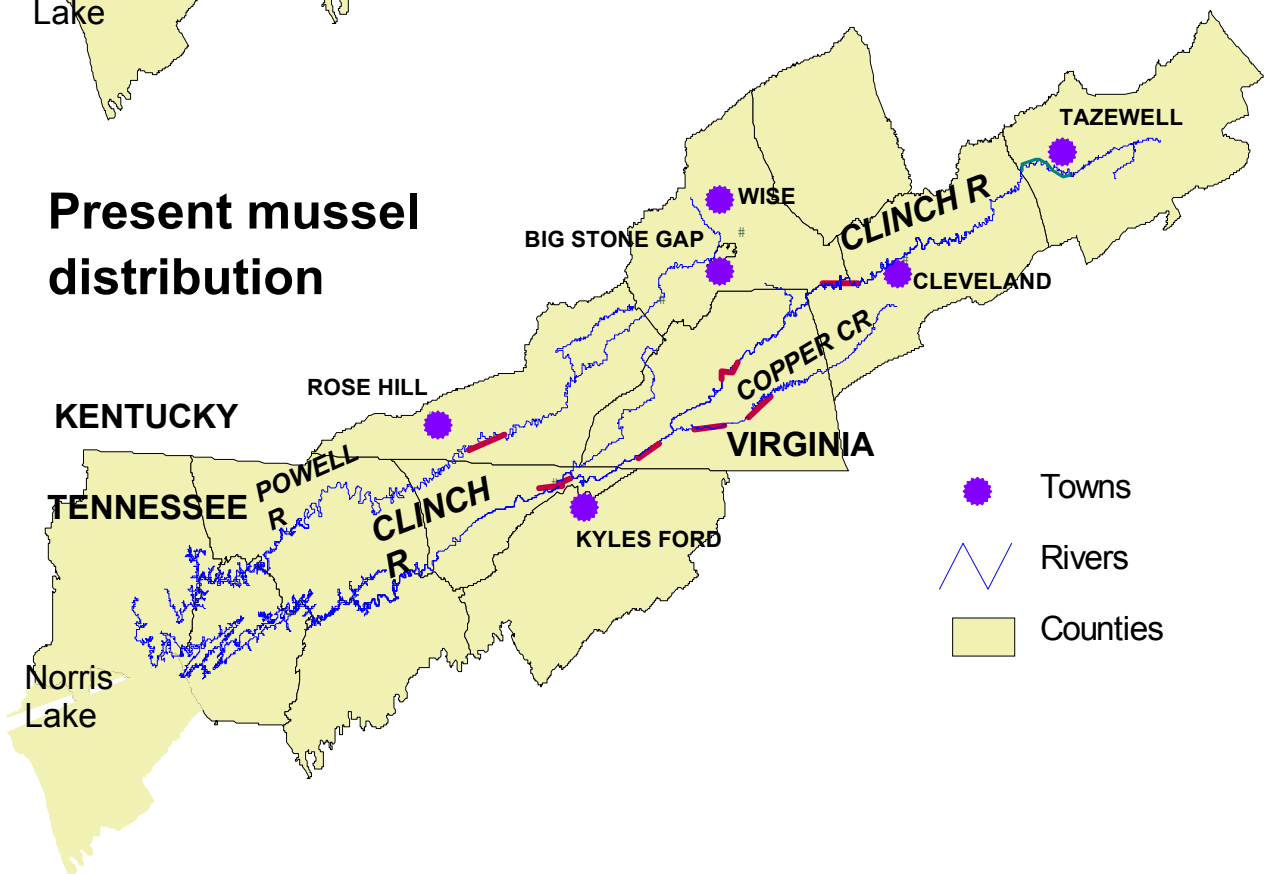 Lake
TAZEWELL
Present mussel
distribution
WISE
CLINCH R
BIG STONE GAP
CLEVELAND
COPPER CR
ROSE HILL
KENTUCKY
VIRGINIA
POWELL
R
TENNESSEE
CLINCH
R
KYLES FORD
Towns
Rivers
Counties
Norris
Lake